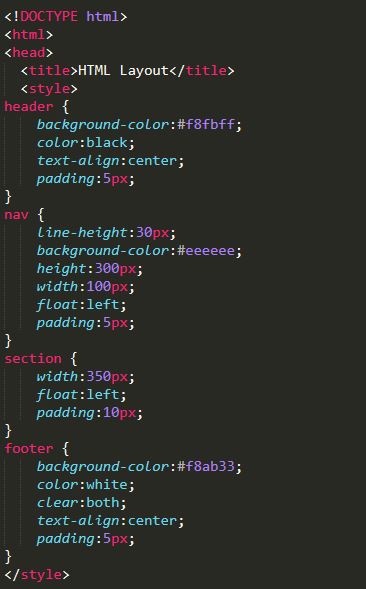 <!DOCTYPE html>
<html>
<head>
  <title>HTML Layout</title>
  <style>
header {
    background-color:#f8fbff;
    color:black;
    text-align:center;
    padding:5px;
}
nav {
    line-height:30px;
    background-color:#eeeeee;
    height:300px;
    width:100px;
    float:left;
    padding:5px;
}
section {
    width:350px;
    float:left;
    padding:10px;
}
footer {
    background-color:#f8ab33;
    color:white;
    clear:both;
    text-align:center;
    padding:5px;
}
</style>